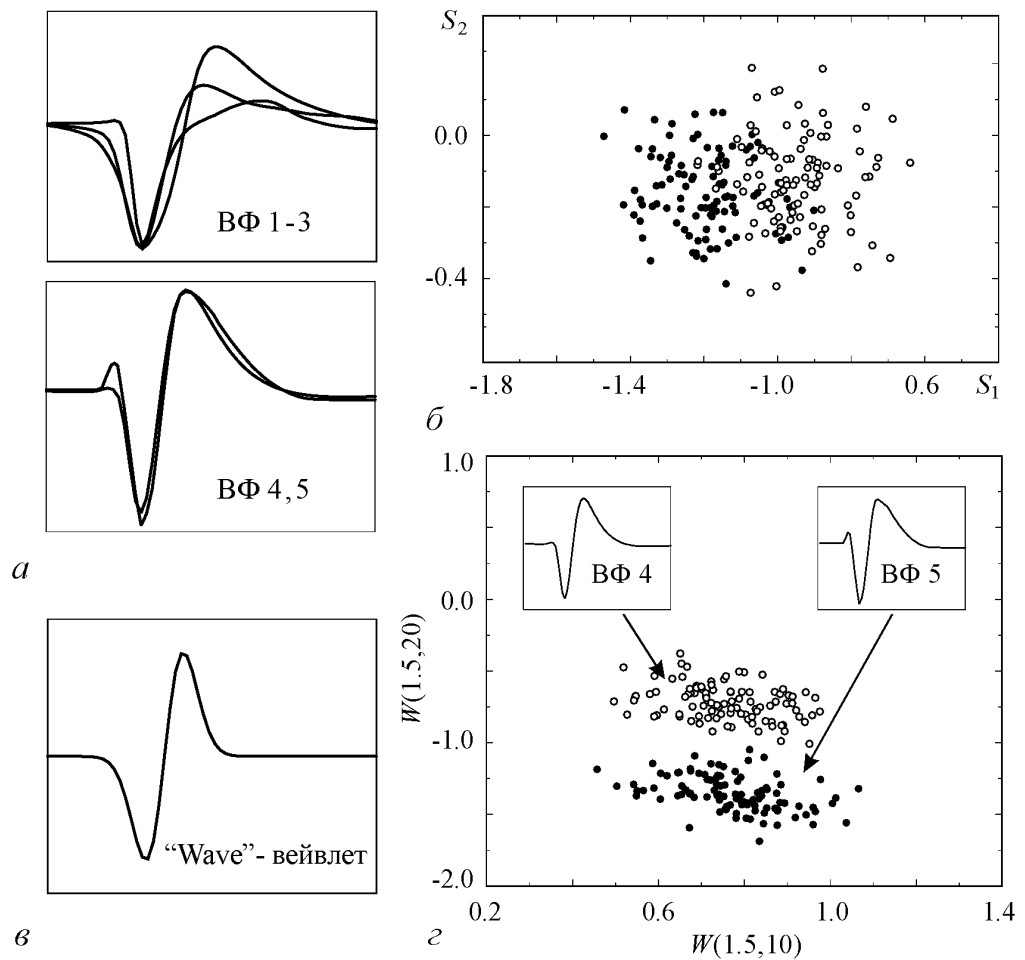 ВФ 1-3
ВФ 4,5
а
S2
0.0
-0.4
-1.8
-1.4
-1.0
0.6
S1
б
"Wave"- вейвлет
в
1.0
0.0
-1.0
-2.0
W(1.5,20)
ВФ 4
ВФ 5
0.2
0.6
1.0
1.4
W(1.5,10)
г